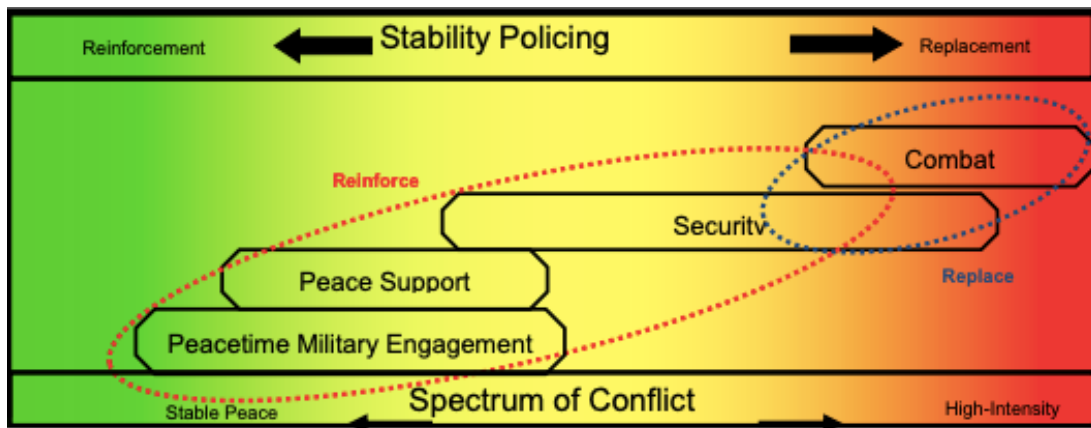 Reinforcement Stability Policing Replacement
Combat
Reinforce
Security
Peace Support
Replace
Peacetime Military Engagement
Stable Peace Spectrum of Conflict High-Intensity